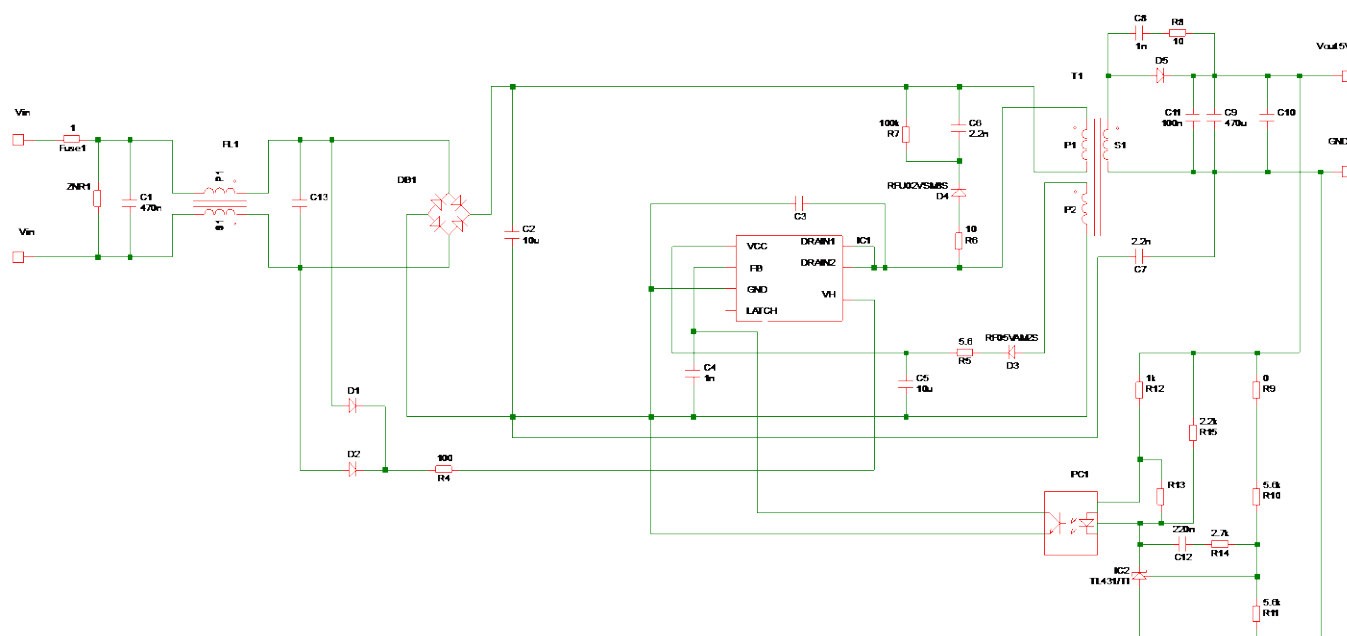 C8
R8
1n
10
Vout5V
D5
T1
Vin
1
Fuse1
FL1
100k
R7
C6
2.2n
C11
100n
C9
470u
C10
GND
P1
S1
ZNR1
C1
470n
P1
S1
C13
DB1
RFU02VSM8S
D4
P2
C3
C2
10u
10
R6
VCC
DRAIN1
IC1
FB
DRAIN2
GND
VH
LATCH
2.2n
C7
5.6
R5
RF05VAM2S
D3
C4
1n
C5
10u
D1
1k
R12
0
R9
2.2k
R15
D2
100
R4
PC1
R13
5.6k
R10
220n
C12
2.7k
R14
IC2
TL431/TI
5.6k
R11